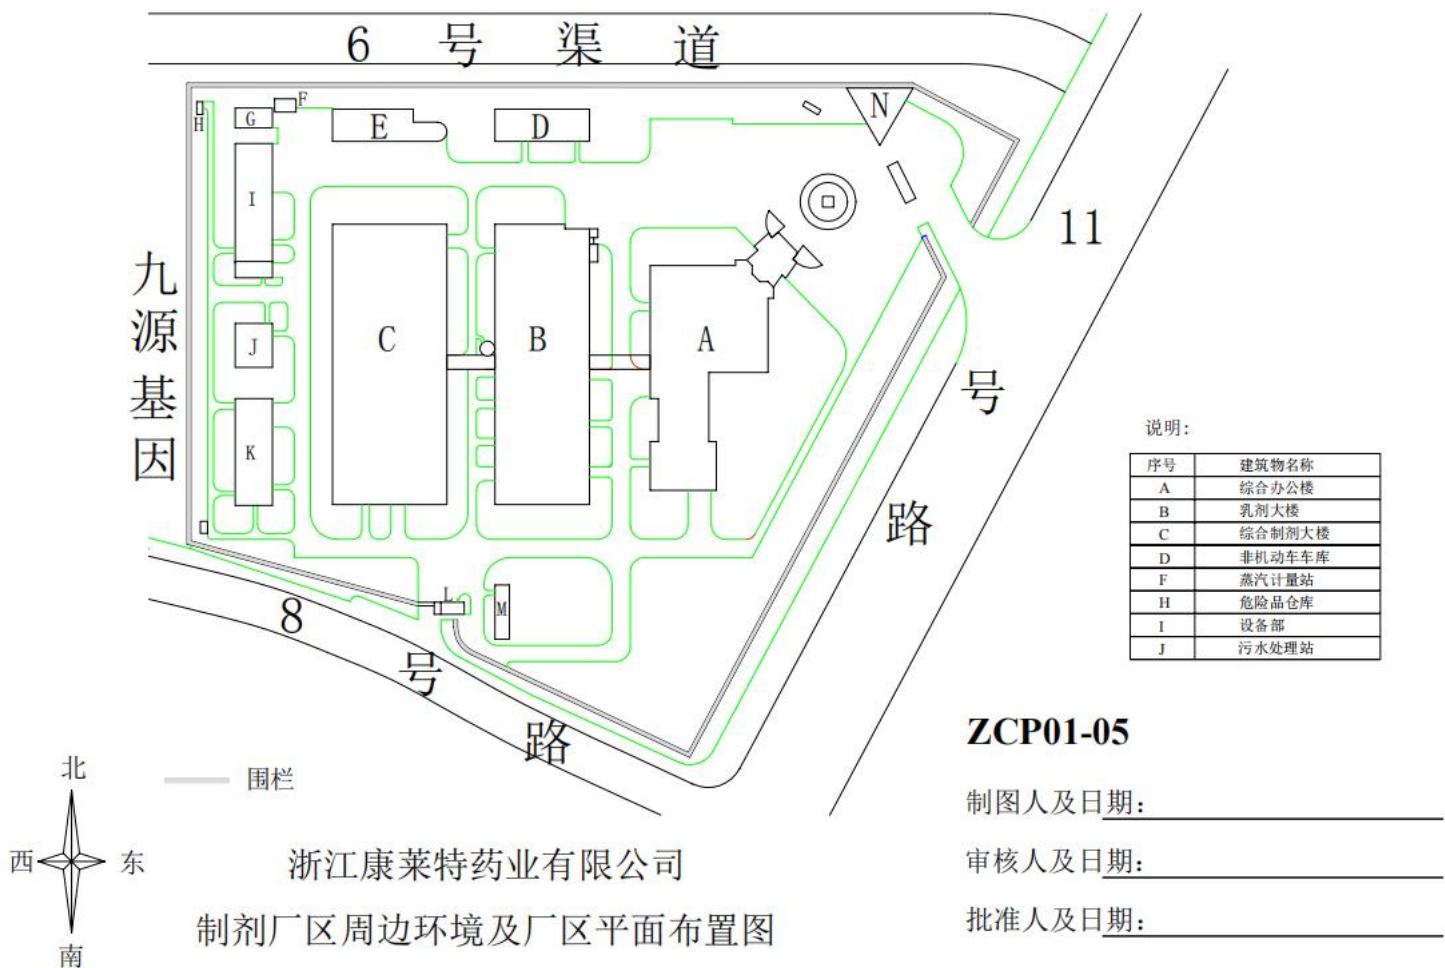 6号渠道
F
H
G
E
D
N
I
11
号
路
九源基因
C
B
A
J
K
L
M
8
号
路
说明：
序号 建筑物名称
A 综合办公楼
B 乳剂大楼
C 综合制剂大楼
D 非机动车车库
F 蒸汽计量站
H 危险品仓库
I 设备部
J 污水处理站
ZCP01-05
制图人及日期：
审核人及日期：
批准人及日期：
北
西
东
南
围栏
浙江康莱特药业有限公司
制剂厂区周边环境及厂区平面布置图